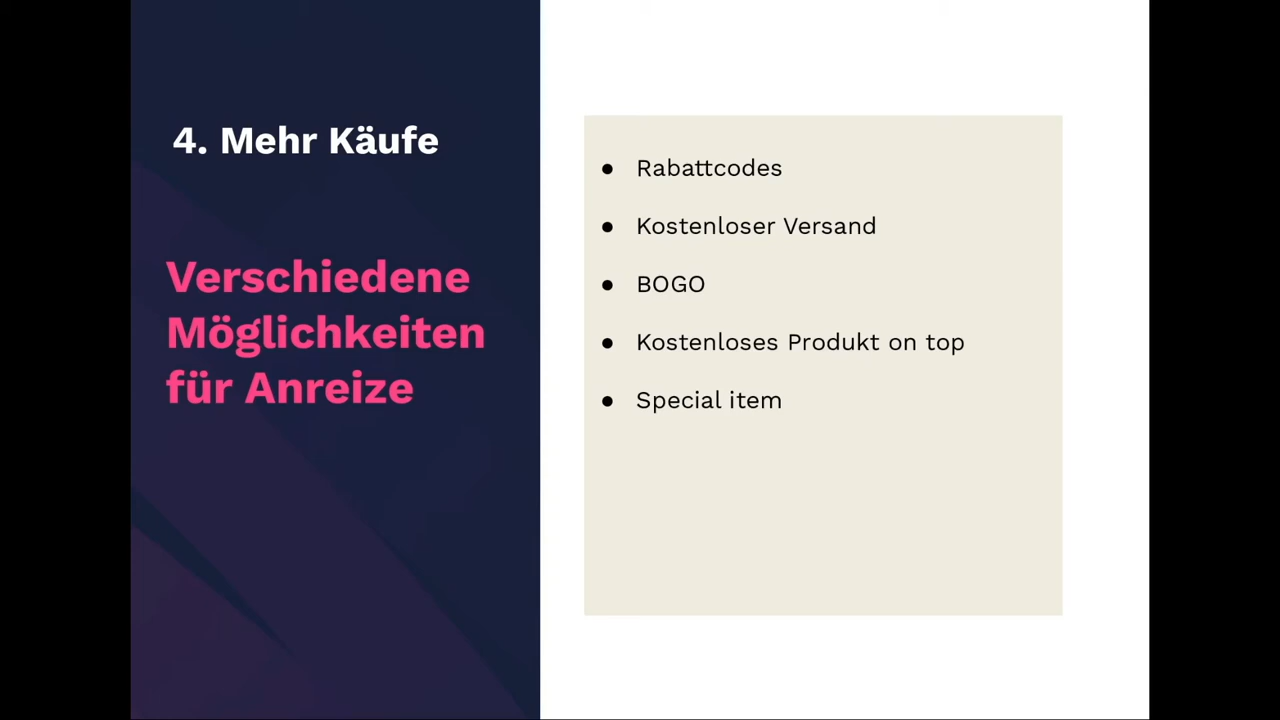 4. Mehr Käufe
Verschiedene
Möglichkeiten
für Anreize
● Rabattcodes
● Kostenloser Versand
● BOGO
● Kostenloses Produkt on top
● Special item